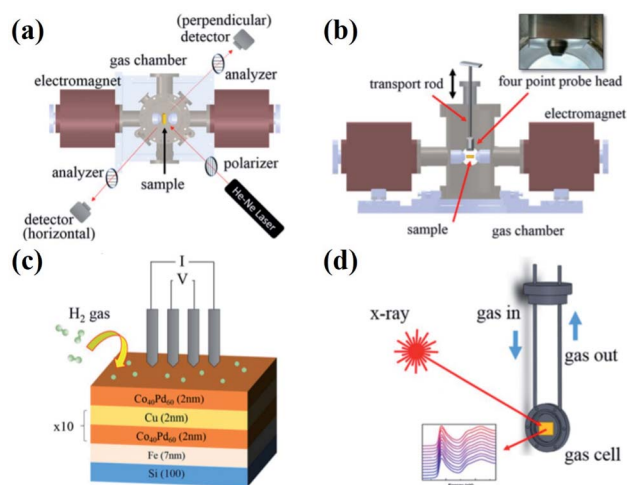 (a)
(perpendicular)
detector
gas chamber
analyzer
electromagnet
polarizer
analyzer
sample
detector
(horizontal)
He-Ne Laser
(b)
transport rod
four point probe head
electromagnet
sample
gas chamber
(c)
I
V
H₂ gas
Co₄₀Pd₆₀ (2nm)
x10
Cu (2nm)
Co₄₀Pd₆₀ (2nm)
Fe (7nm)
Si (100)
(d)
x-ray
gas in
gas out
gas cell